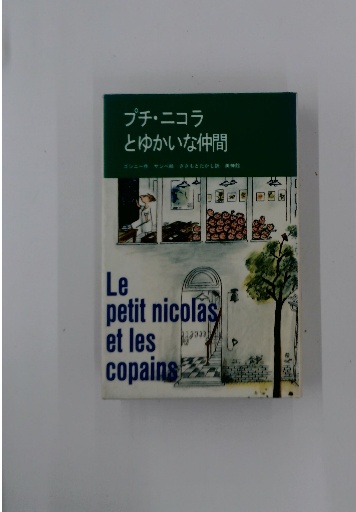 プチ・ニコラ
とゆかいな仲間
Le
petit nicolas
et les
copains